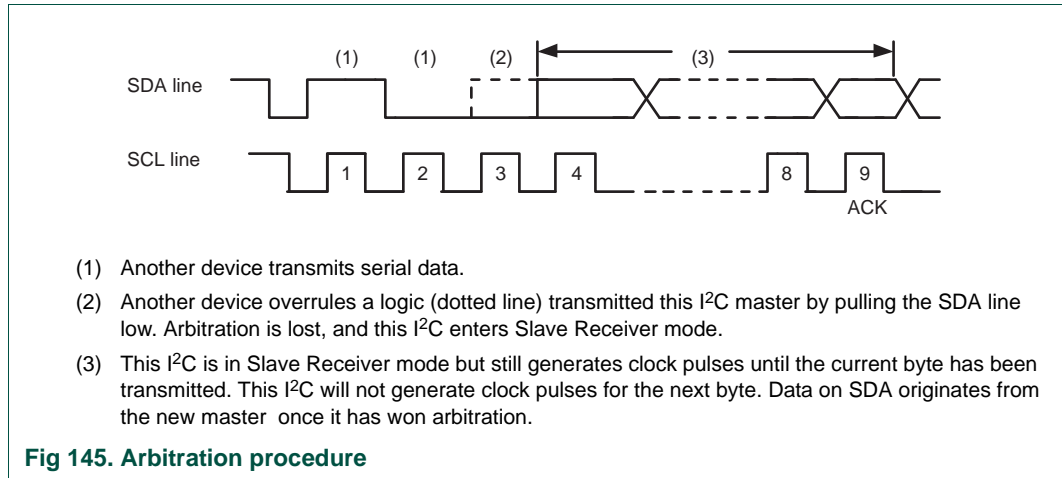 (1) (1) (2) (3)
SDA line
SCL line
1 2 3 4 8 9
ACK
(1) Another device transmits serial data.
(2) Another device overrules a logic (dotted line) transmitted this I2C master by pulling the SDA line
low. Arbitration is lost, and this I2C enters Slave Receiver mode.
(3) This I2C is in Slave Receiver mode but still generates clock pulses until the current byte has been
transmitted. This I2C will not generate clock pulses for the next byte. Data on SDA originates from
the new master once it has won arbitration.
Fig 145. Arbitration procedure